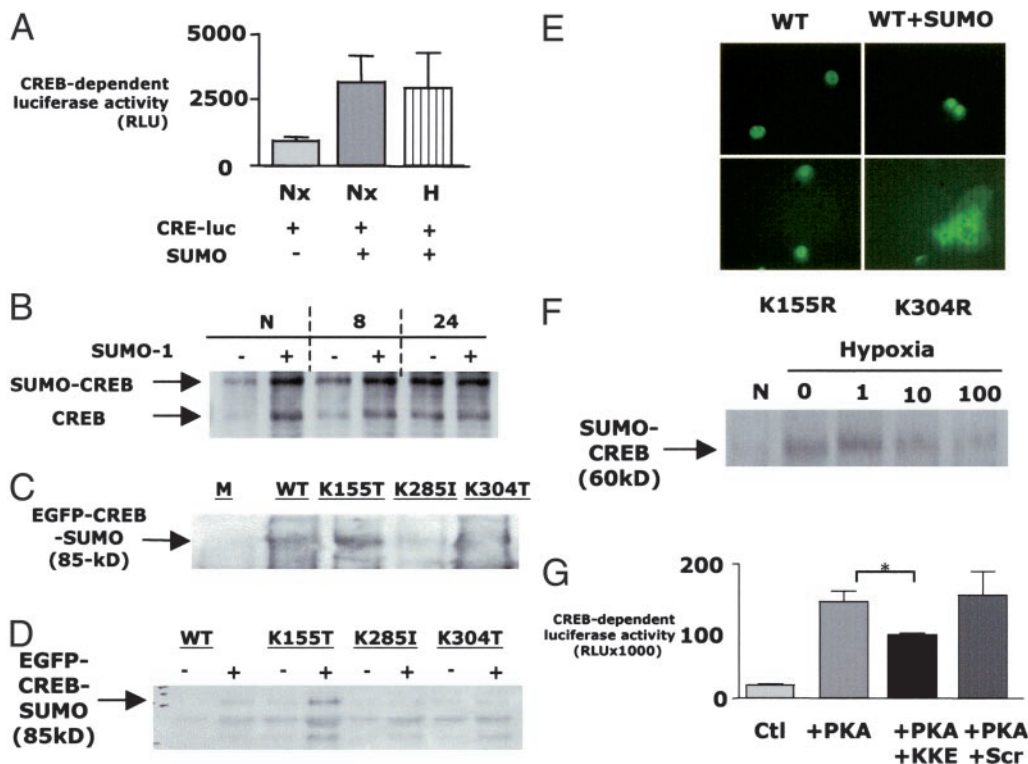 A
CREB-dependent
luciferase activity
(RLU)
5000
2500
0
Nx Nx H
CRE-luc + + +
SUMO - + +
B
N 8 24
SUMO-1 - + - + - +
SUMO-CREB
CREB
C
M WT K155T K285I K304T
EGFP-CREB
-SUMO
(85-kD)
D
WT K155T K285I K304T
- + - + - + - +
EGFP-
CREB-
SUMO
(85kD)
E
WT WT+SUMO
K155R K304R
F
Hypoxia
N 0 1 10 100
SUMO-
CREB
(60kD)
G
CREB-dependent
luciferase activity
(RLUx1000)
200
100
0
*
Ctl +PKA +PKA +PKA
+KKE +Scr